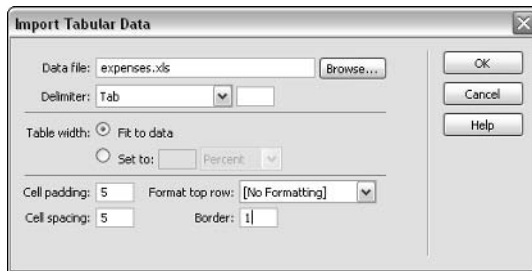 Import Tabular Data
Data file: expenses.xls Browse... OK
Delimiter: Tab Cancel
Table width: Fit to data Help
Set to: Percent
Cell padding: 5 Format top row: [No Formatting]
Cell spacing: 5 Border: 1